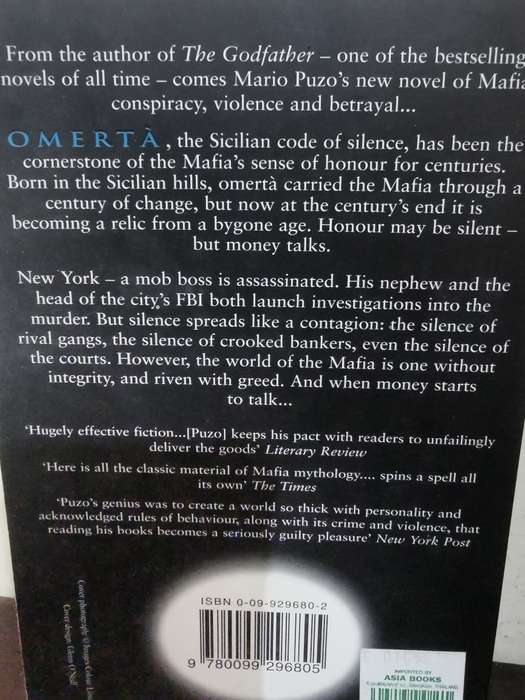 From the author of The Godfather – one of the bestselling
novels of all time – comes Mario Puzo's new novel of Mafia
conspiracy, violence and betrayal...
OMERTÀ, the Sicilian code of silence, has been the
cornerstone of the Mafia's sense of honour for centuries.
Born in the Sicilian hills, omertà carried the Mafia through a
century of change, but now at the century's end it is
becoming a relic from a bygone age. Honour may be silent –
but money talks.
New York – a mob boss is assassinated. His nephew and the
head of the city's FBI both launch investigations into the
murder. But silence spreads like a contagion: the silence of
rival gangs, the silence of crooked bankers, even the silence of
the courts. However, the world of the Mafia is one without
integrity, and riven with greed. And when money starts
to talk...
'Hugely effective fiction...[Puzo] keeps his pact with readers to unfailingly
deliver the goods' Literary Review
'Here is all the classic material of Mafia mythology.... spins a spell all
its own' The Times
'Puzo's genius was to create a world so thick with personality and
acknowledged rules of behaviour, along with its crime and violence, that
reading his books becomes a seriously guilty pleasure' New York Post
Cover photography © Images Colour
Cover design: Glenn O'Neill
ISBN 0-09-929680-2
9 780099 296805
IMPORTED BY
ASIA BOOKS
THAILAND